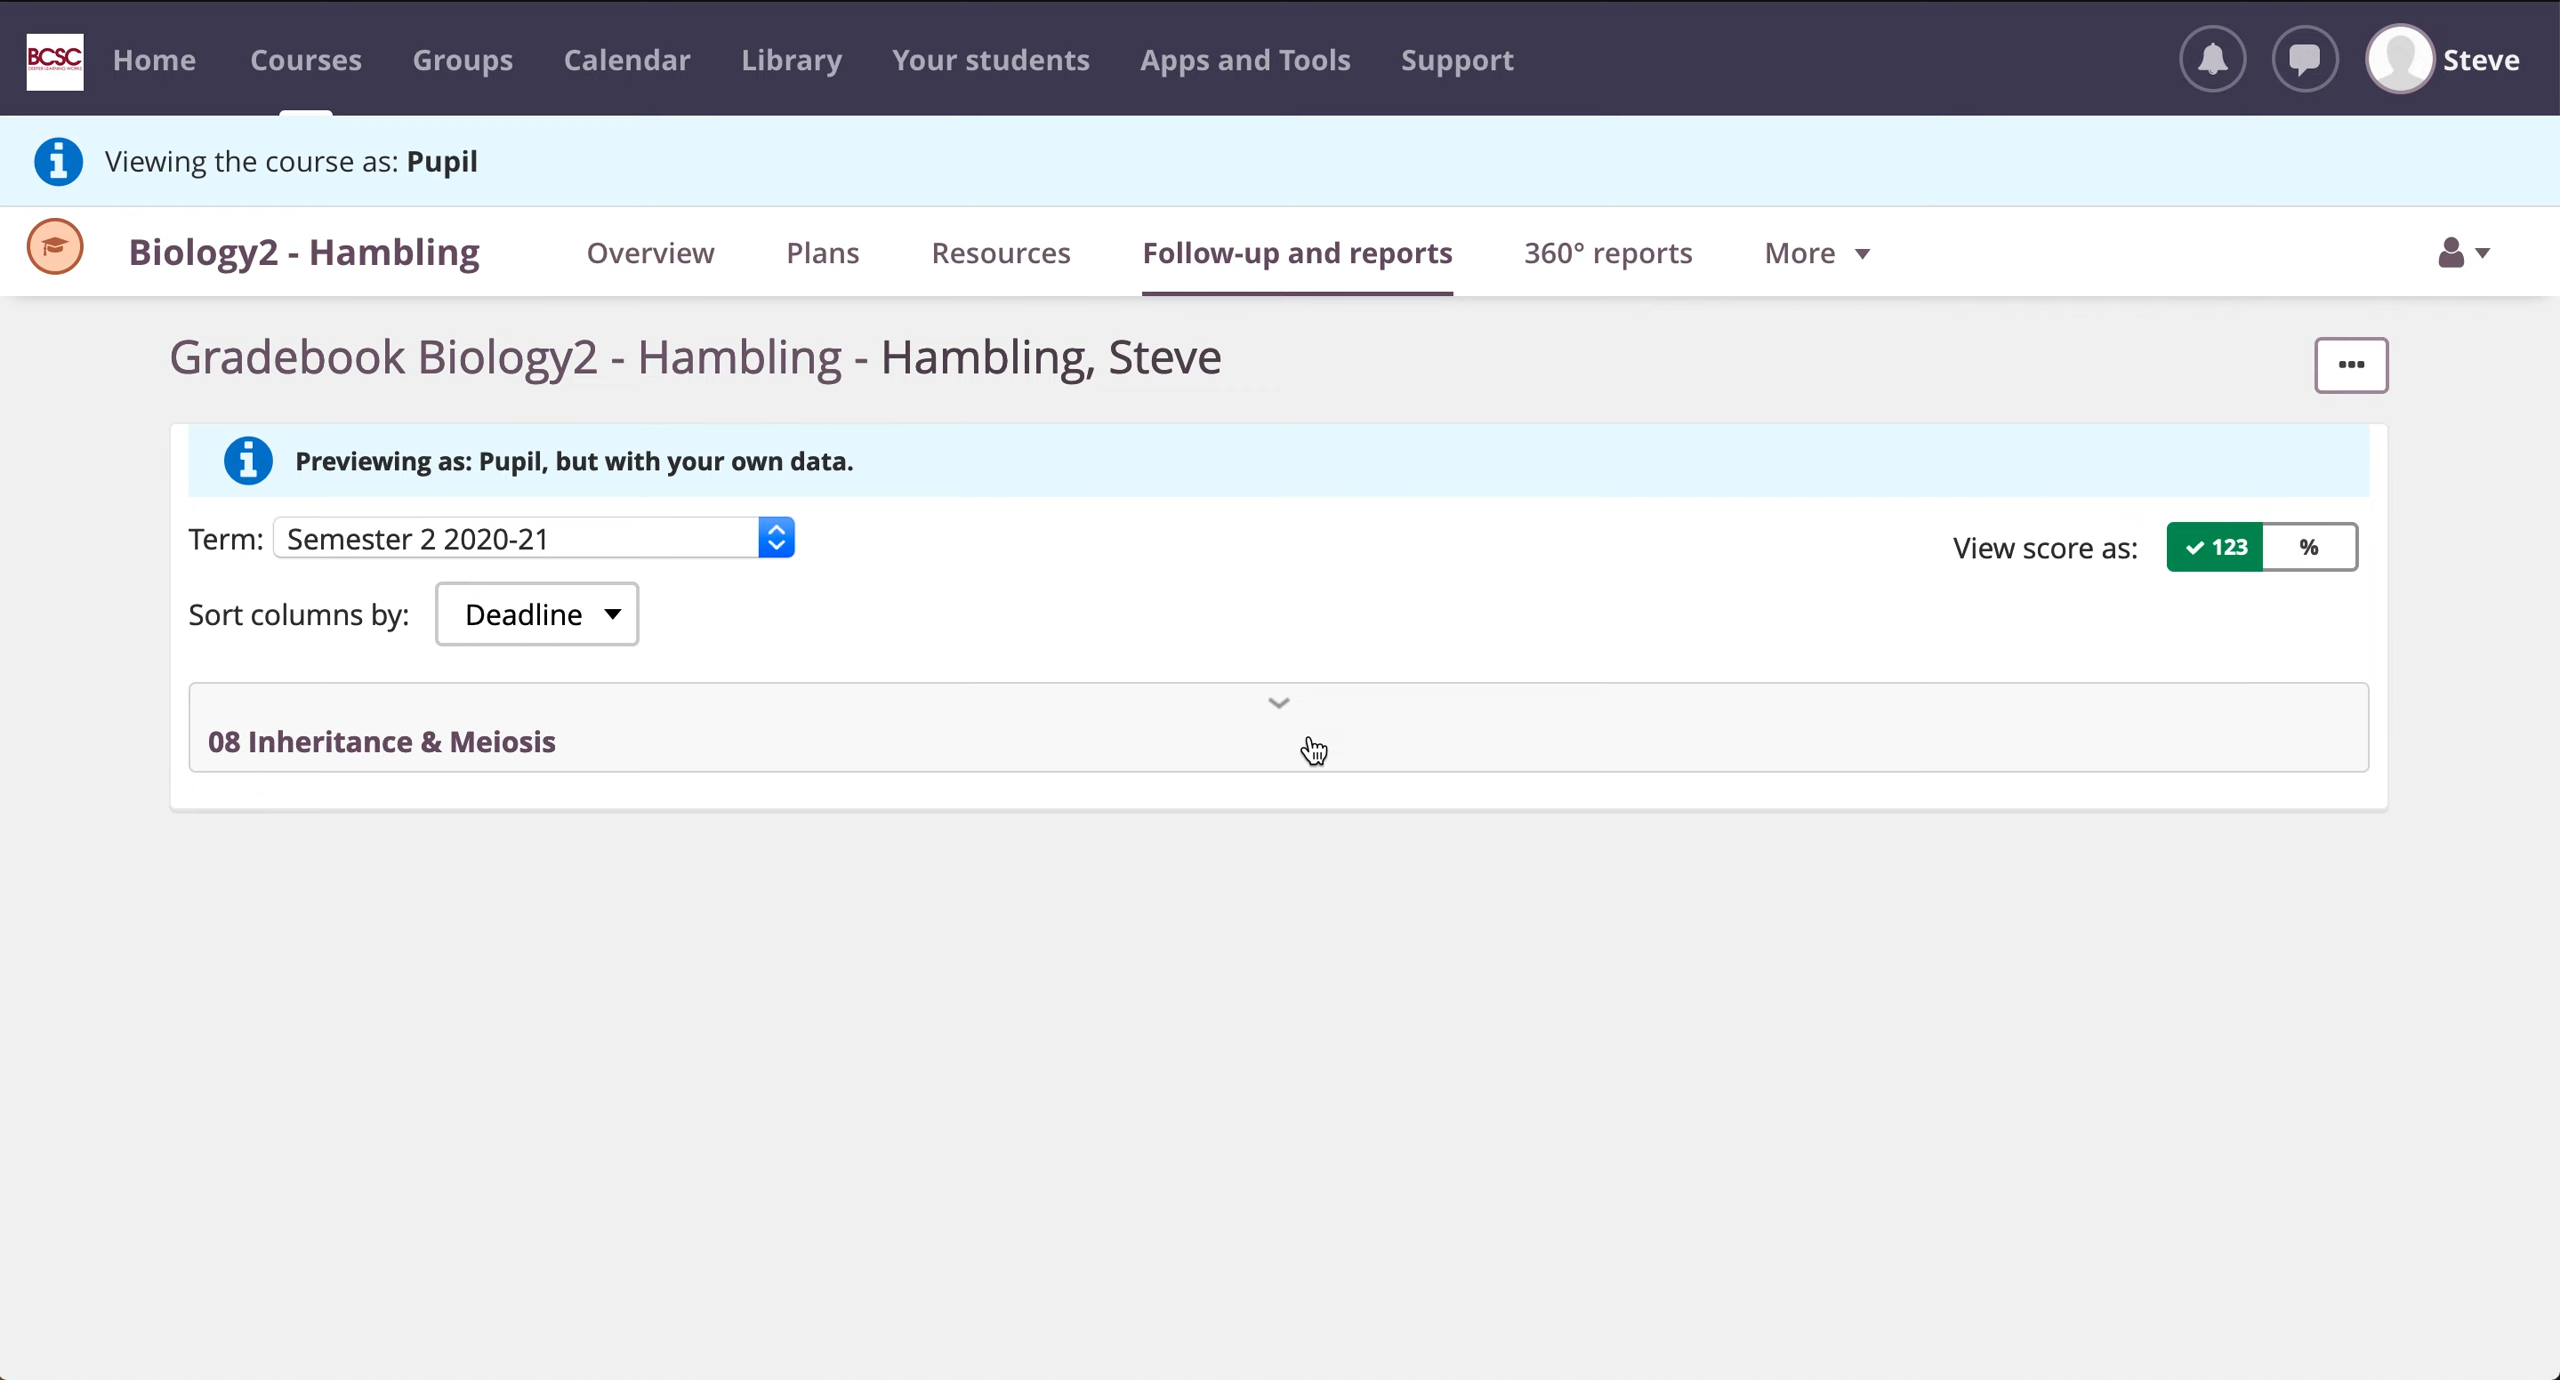 BCSC
Home Courses Groups Calendar Library Your students Apps and Tools Support Steve
Viewing the course as: Pupil
Biology2 - Hambling Overview Plans Resources Follow-up and reports 360° reports More
Gradebook Biology2 - Hambling - Hambling, Steve
Previewing as: Pupil, but with your own data.
Term: Semester 2 2020-21 View score as: 123 %
Sort columns by: Deadline
08 Inheritance & Meiosis